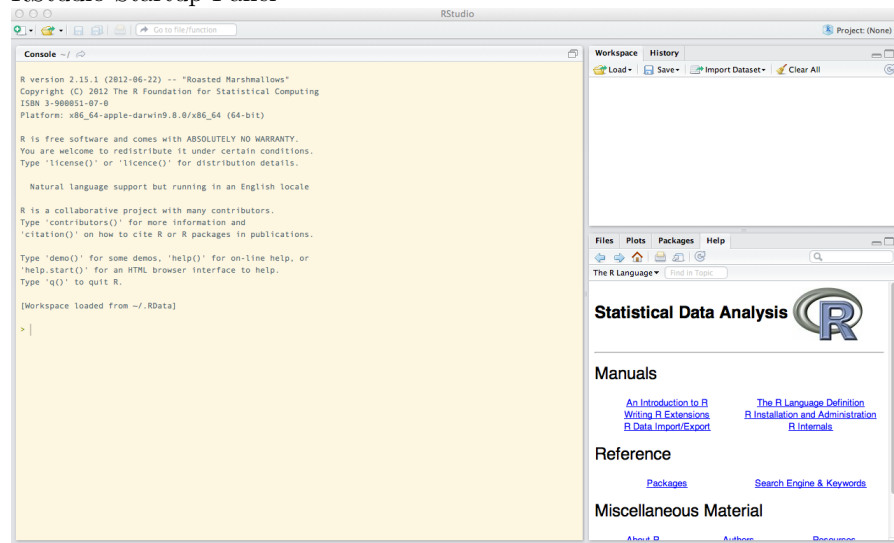 RStudio Startup Panel
RStudio
Go to file/function
Project: (None)
Console ~/
R version 2.15.1 (2012-06-22) -- "Roasted Marshmallows"
Copyright (C) 2012 The R Foundation for Statistical Computing
ISBN 3-900051-07-0
Platform: x86_64-apple-darwin9.8.0/x86_64 (64-bit)
R is free software and comes with ABSOLUTELY NO WARRANTY.
You are welcome to redistribute it under certain conditions.
Type 'license()' or 'licence()' for distribution details.
Natural language support but running in an English locale
R is a collaborative project with many contributors.
Type 'contributors()' for more information and
'citation()' on how to cite R or R packages in publications.
Type 'demo()' for some demos, 'help()' for on-line help, or
'help.start()' for an HTML browser interface to help.
Type 'q()' to quit R.
[Workspace loaded from ~/.RData]
>
Workspace History
Load Save Import Dataset Clear All
Files Plots Packages Help
The R Language Find in Topic
Statistical Data Analysis R
Manuals
An Introduction to R The R Language Definition
Writing R Extensions R Installation and Administration
R Data Import/Export R Internals
Reference
Packages Search Engine & Keywords
Miscellaneous Material
About R Authors Resources